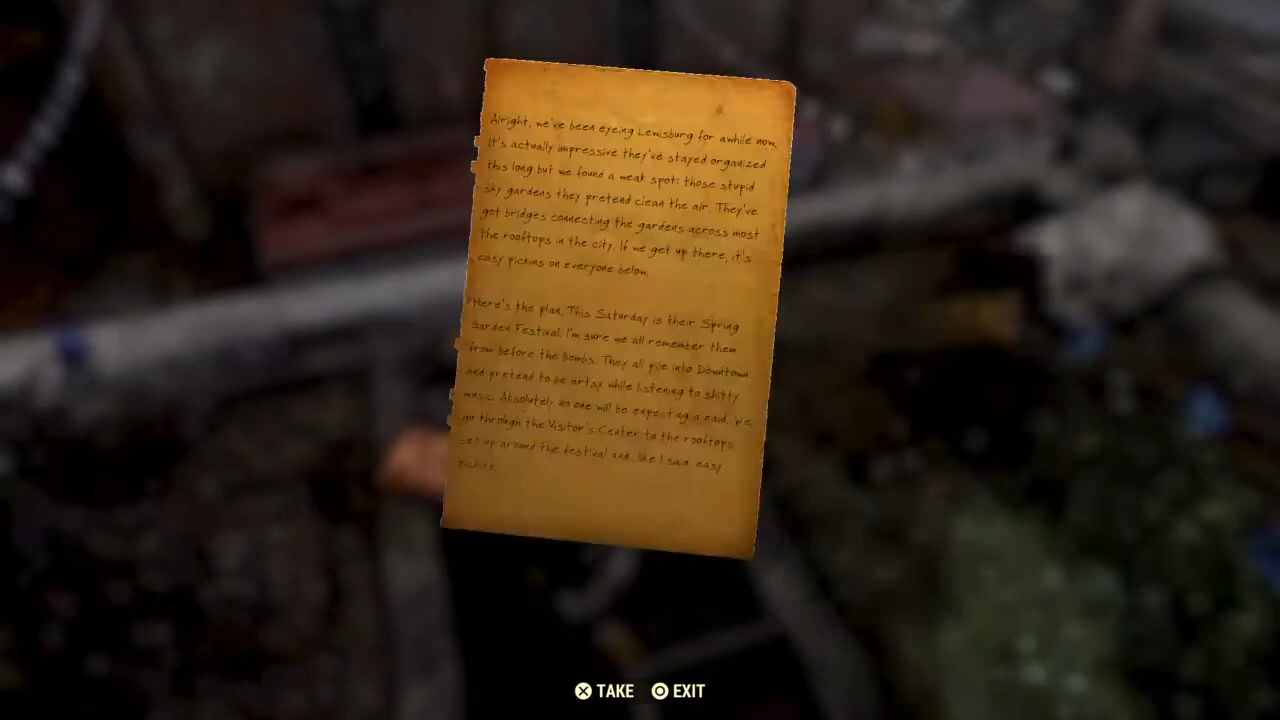 Alright, we've been eyeing Lewisburg for awhile now.
It's actually impressive they've stayed organized
this long but we found a weak spot: those stupid
sky gardens they pretend clean the air. They've
got bridges connecting the gardens across most
the rooftops in the city. If we get up there, it's
easy pickins on everyone below.
Here's the plan. This Saturday is their Spring
Garden Festival. I'm sure we all remember them
from Before the Bombs. They all pile into Downtown
and pretend to be artsy while listening to shitty
music. Absolutely no one will be expecting a raid. We
go through the Visitor's Center to the rooftops
set up around the festival and, like I said easy
pickins.
TAKE EXIT